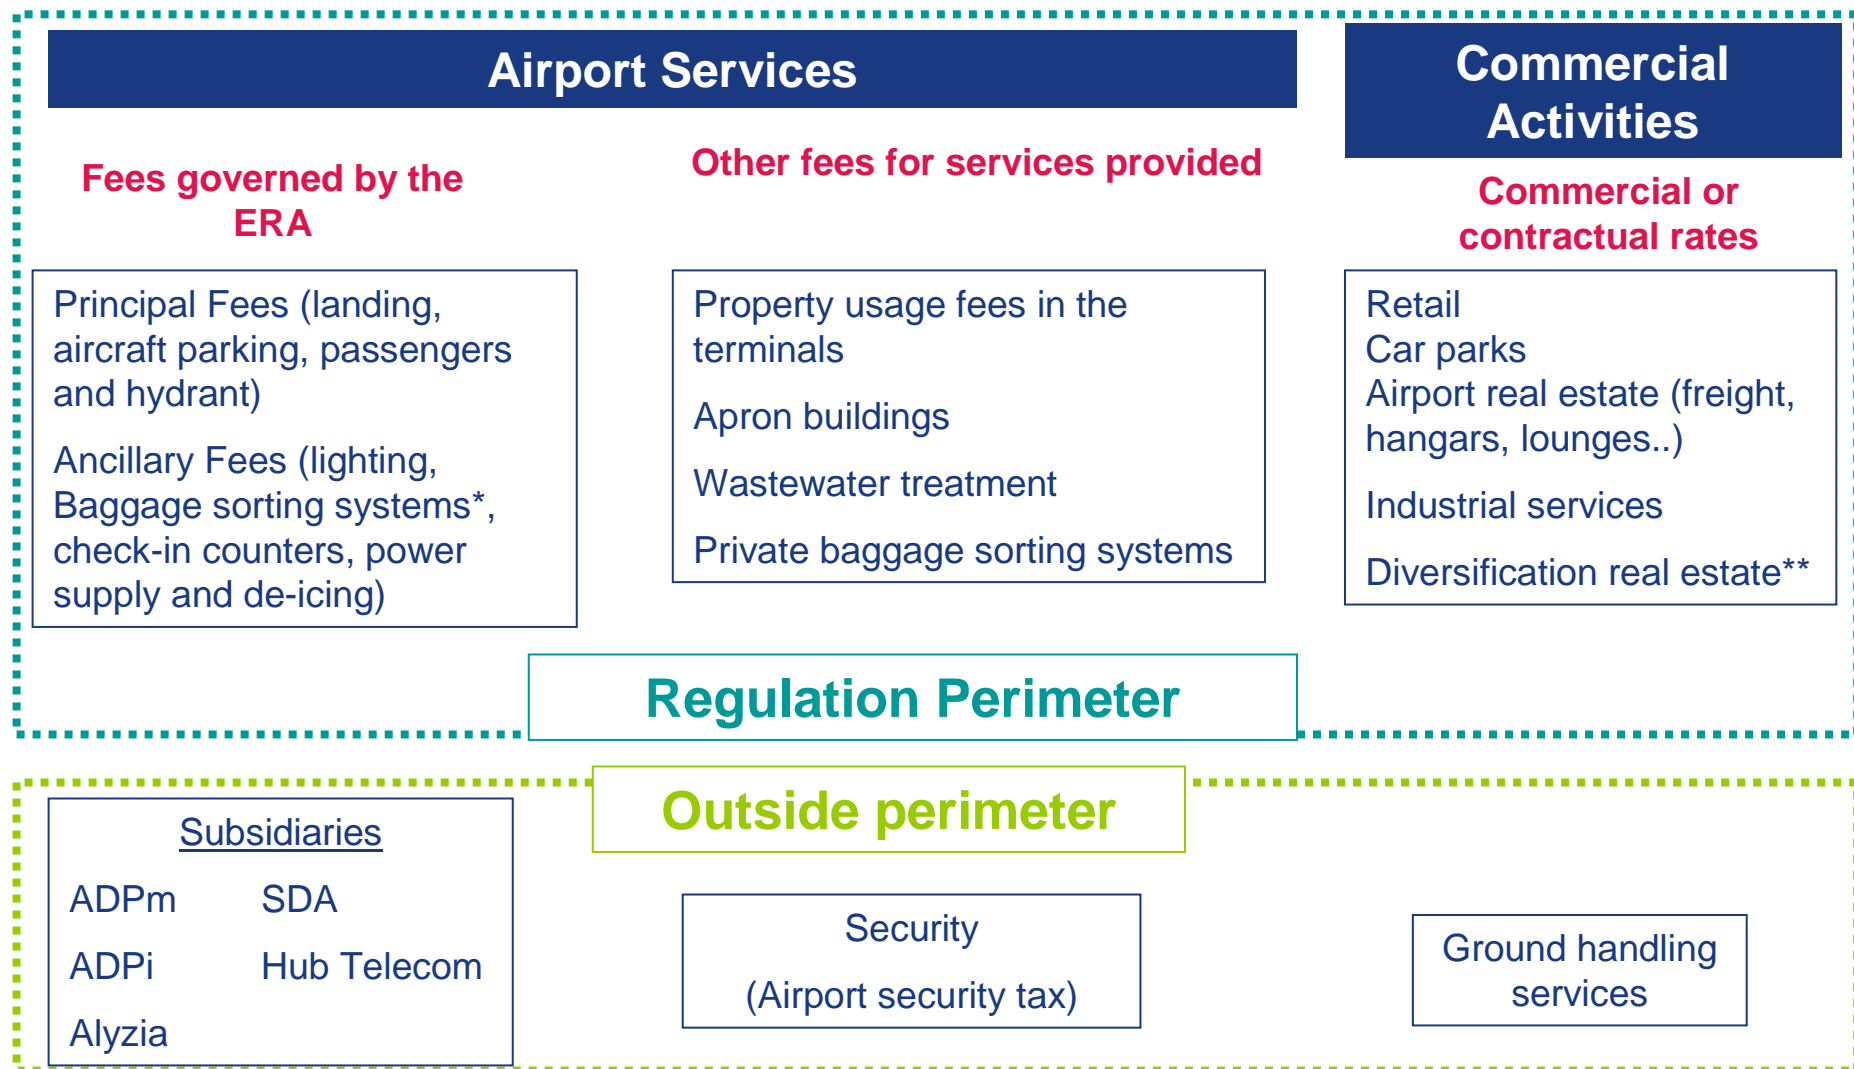 Airport Services
Fees governed by the
ERA
Principal Fees (landing,
aircraft parking, passengers
and hydrant)
Ancillary Fees (lighting,
Baggage sorting systems*,
check-in counters, power
supply and de-icing)
Other fees for services provided
Property usage fees in the
terminals
Apron buildings
Wastewater treatment
Private baggage sorting systems
Commercial
Activities
Commercial or
contractual rates
Retail
Car parks
Airport real estate (freight,
hangars, lounges..)
Industrial services
Diversification real estate**
Regulation Perimeter
Outside perimeter
Subsidiaries
ADPm SDA
ADPi Hub Telecom
Alyzia
Security
(Airport security tax)
Ground handling
services